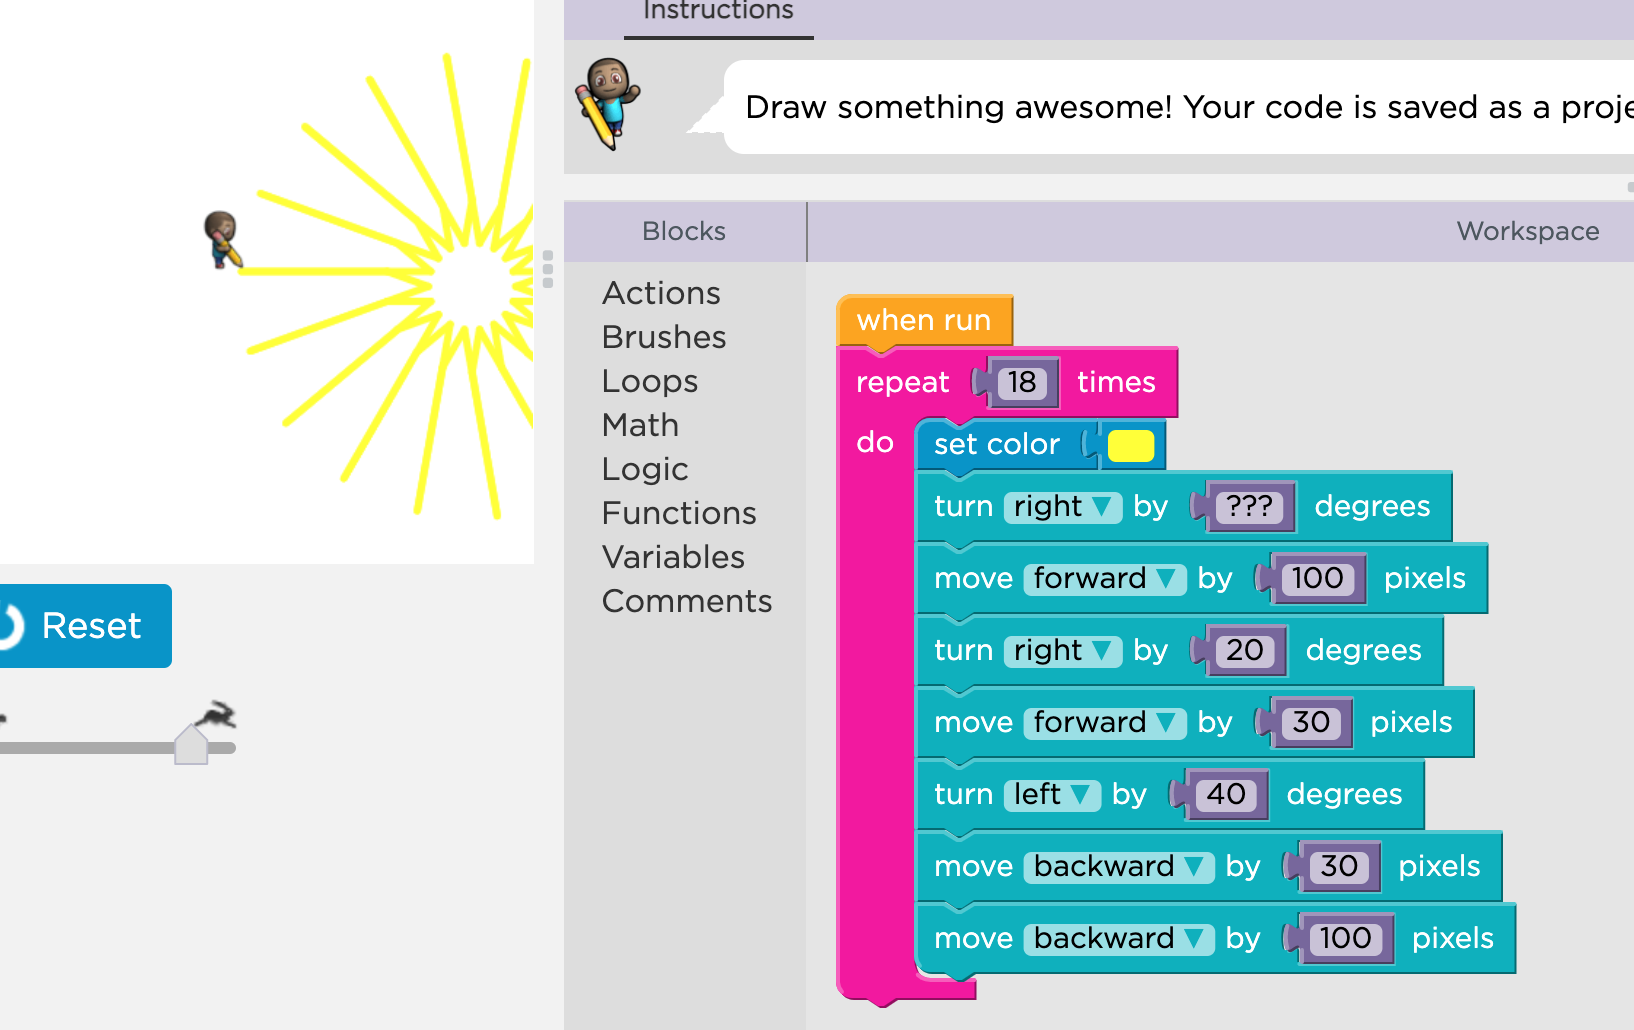 Instructions
Draw something awesome! Your code is saved as a proje
Blocks
Workspace
Actions
Brushes
Loops
Math
Logic
Functions
Variables
Comments
when run
repeat 18 times
do set color
turn right by ??? degrees
move forward by 100 pixels
turn right by 20 degrees
move forward by 30 pixels
turn left by 40 degrees
move backward by 30 pixels
move backward by 100 pixels
Reset